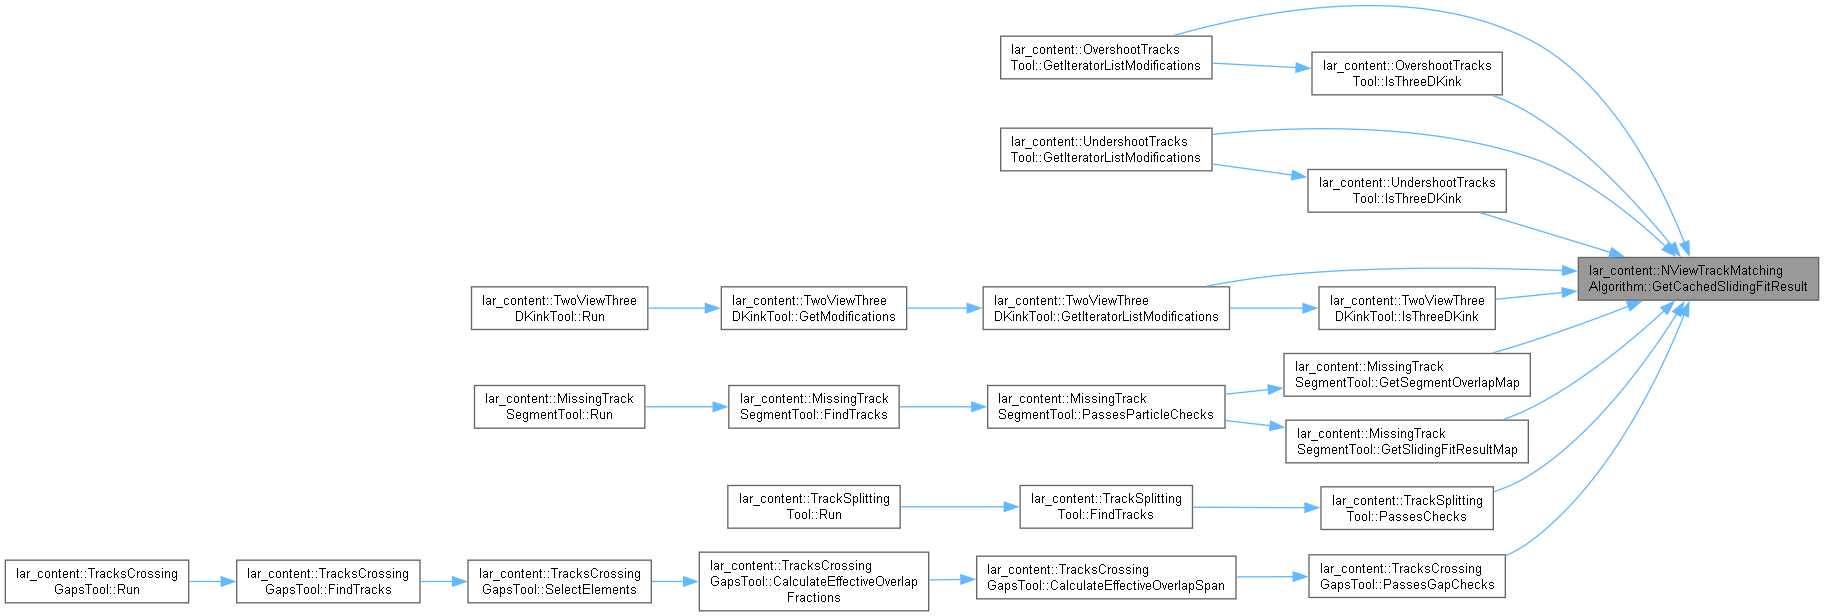 lar_content::OvershootTracks
Tool::GetIteratorListModifications
lar_content::OvershootTracks
Tool::IsThreeDKink
lar_content::UndershootTracks
Tool::GetIteratorListModifications
lar_content::UndershootTracks
Tool::IsThreeDKink
lar_content::NViewTrackMatching
Algorithm::GetCachedSlidingFitResult
lar_content::TwoViewThree
DKinkTool::Run
lar_content::TwoViewThree
DKinkTool::GetModifications
lar_content::TwoViewThree
DKinkTool::GetIteratorListModifications
lar_content::TwoViewThree
DKinkTool::IsThreeDKink
lar_content::MissingTrack
SegmentTool::GetSegmentOverlapMap
lar_content::MissingTrack
SegmentTool::Run
lar_content::MissingTrack
SegmentTool::FindTracks
lar_content::MissingTrack
SegmentTool::PassesParticleChecks
lar_content::MissingTrack
SegmentTool::GetSlidingFitResultMap
lar_content::TrackSplitting
Tool::Run
lar_content::TrackSplitting
Tool::FindTracks
lar_content::TrackSplitting
Tool::PassesChecks
lar_content::TracksCrossing
GapsTool::Run
lar_content::TracksCrossing
GapsTool::FindTracks
lar_content::TracksCrossing
GapsTool::SelectElements
lar_content::TracksCrossing
GapsTool::CalculateEffectiveOverlap
Fractions
lar_content::TracksCrossing
GapsTool::CalculateEffectiveOverlapSpan
lar_content::TracksCrossing
GapsTool::PassesGapChecks